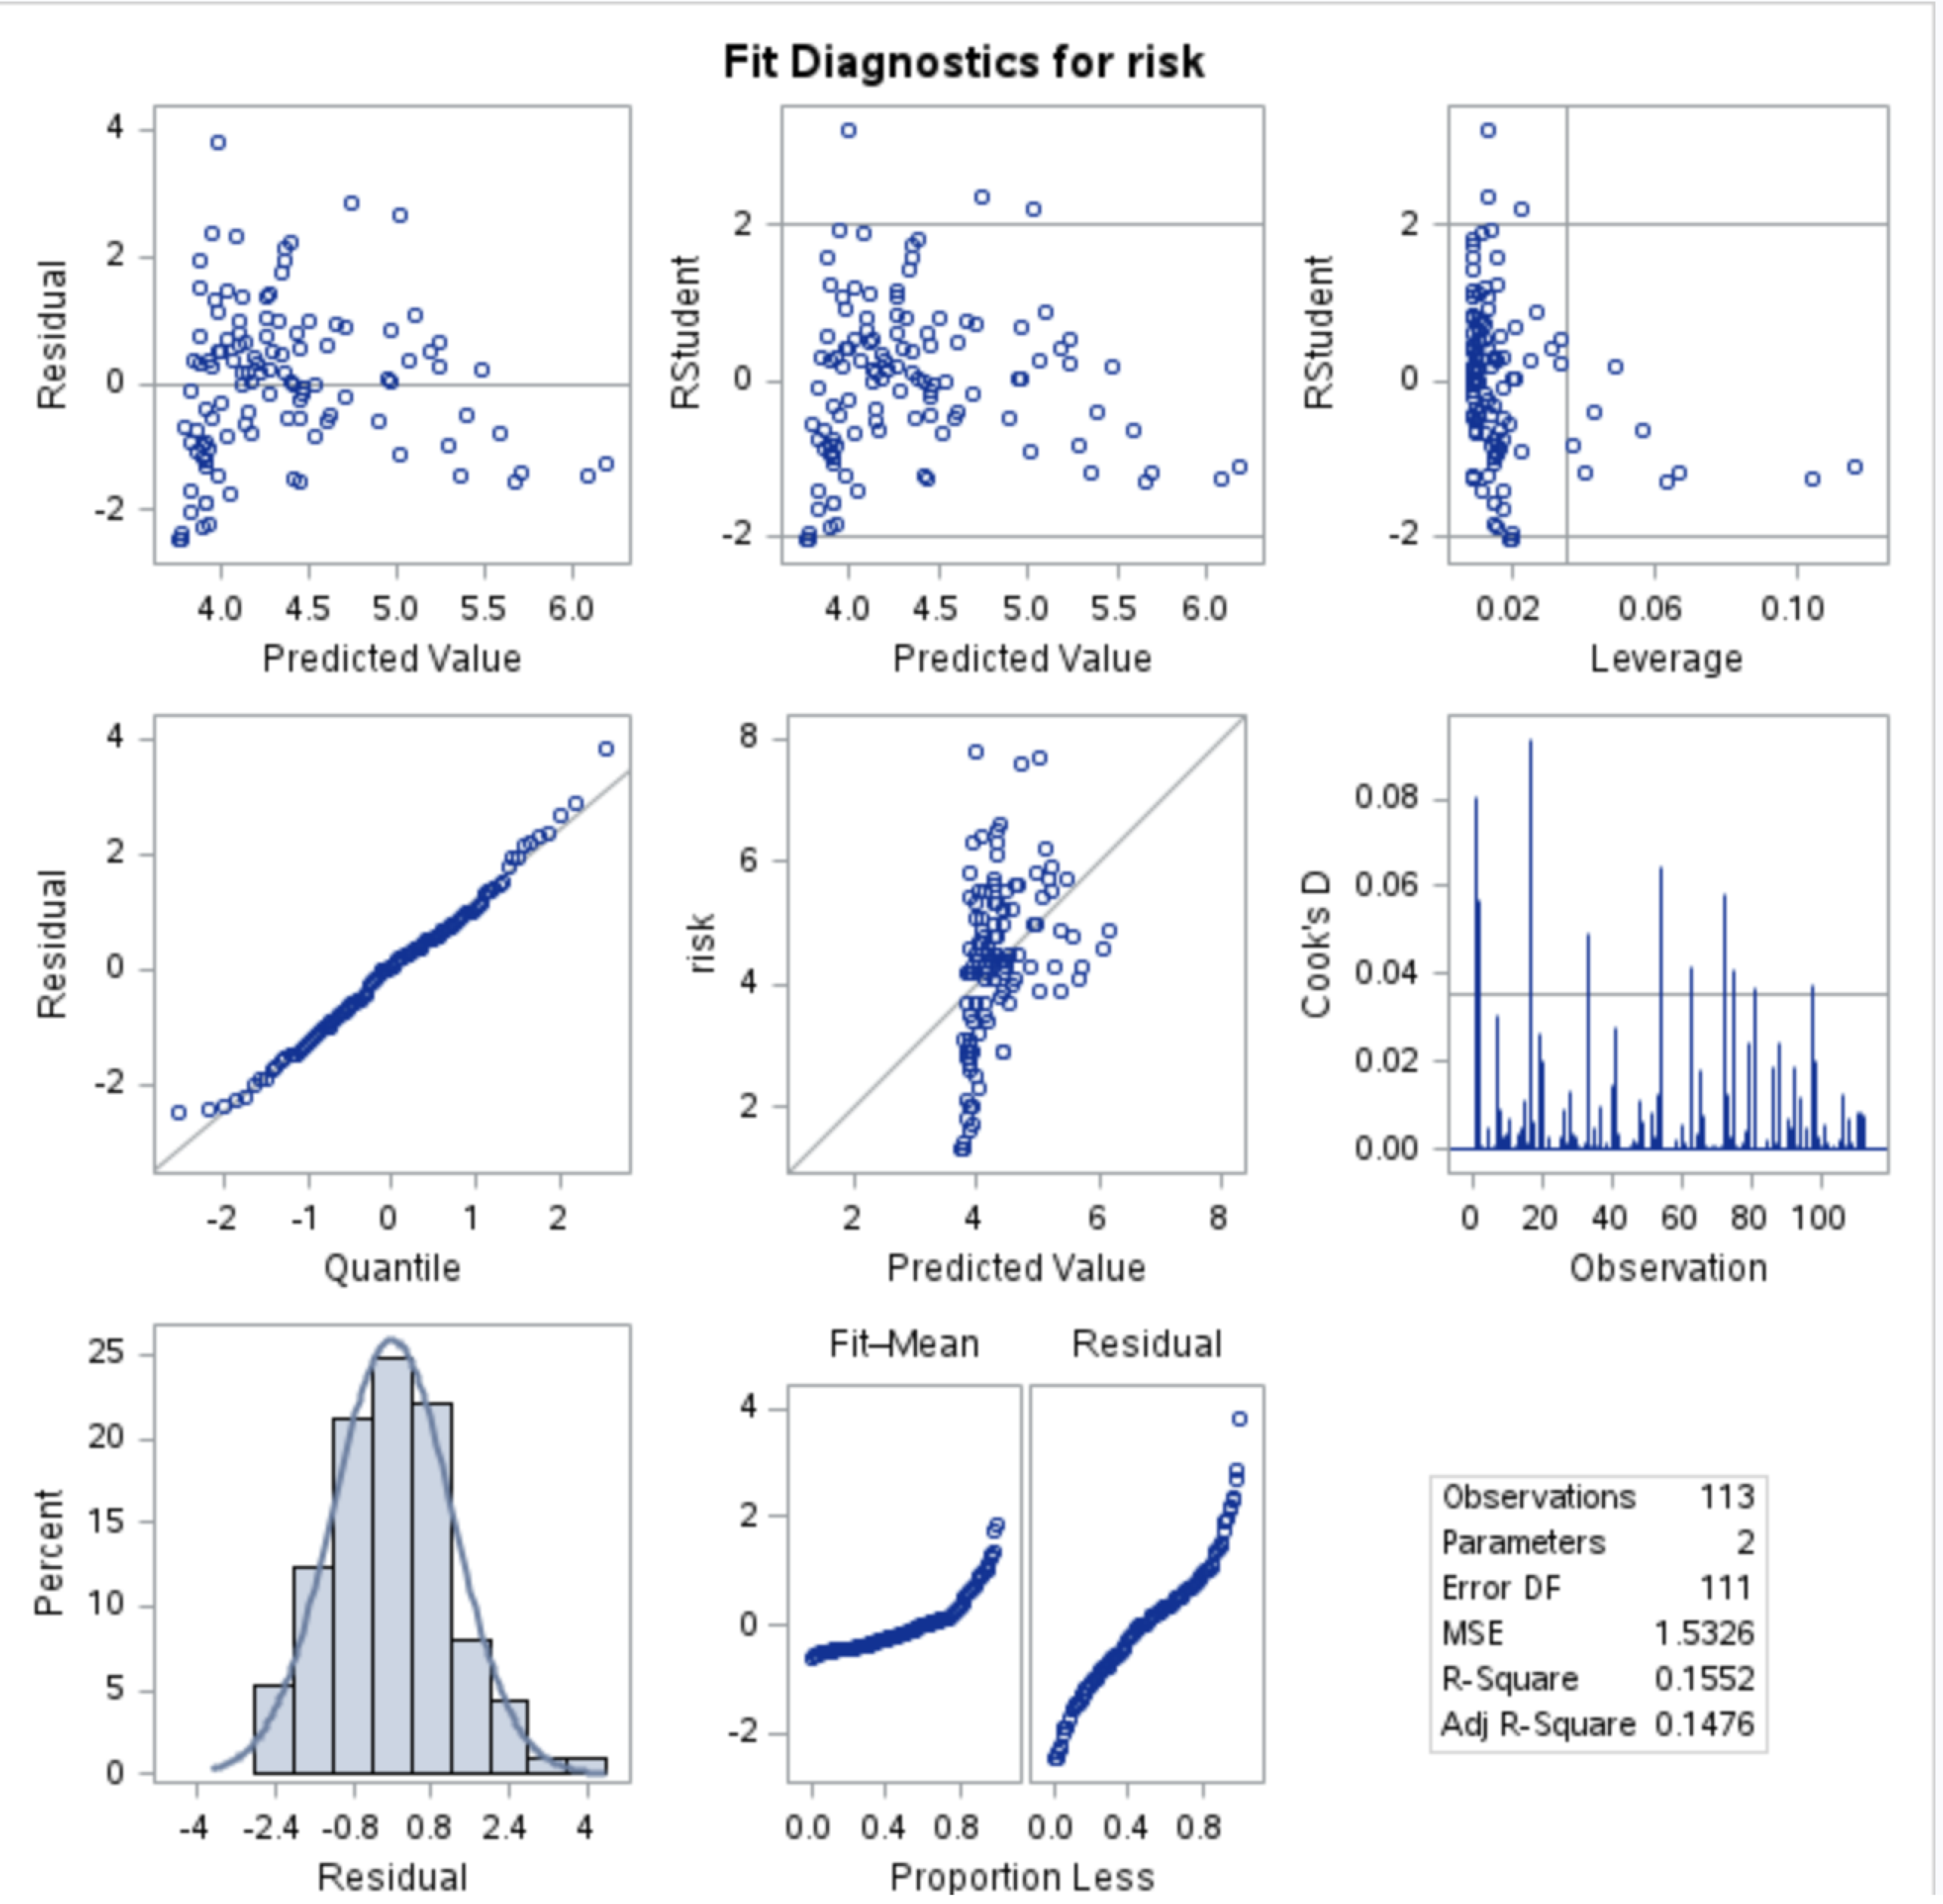 Fit Diagnostics for risk
4
2
0
-2
Residual
4.0 4.5 5.0 5.5 6.0
Predicted Value
2
0
-2
RStudent
4.0 4.5 5.0 5.5 6.0
Predicted Value
2
0
-2
RStudent
0.02 0.06 0.10
Leverage
4
2
0
-2
Residual
-2 -1 0 1 2
Quantile
8
6
4
2
risk
2 4 6 8
Predicted Value
0.08
0.06
0.04
0.02
0.00
Cook's D
0 20 40 60 80 100
Observation
25
20
15
10
5
0
Percent
-4 -2.4 -0.8 0.8 2.4 4
Residual
Fit–Mean Residual
4
2
0
-2
0.0 0.4 0.8 0.0 0.4 0.8
Proportion Less
Observations 113
Parameters 2
Error DF 111
MSE 1.5326
R-Square 0.1552
Adj R-Square 0.1476